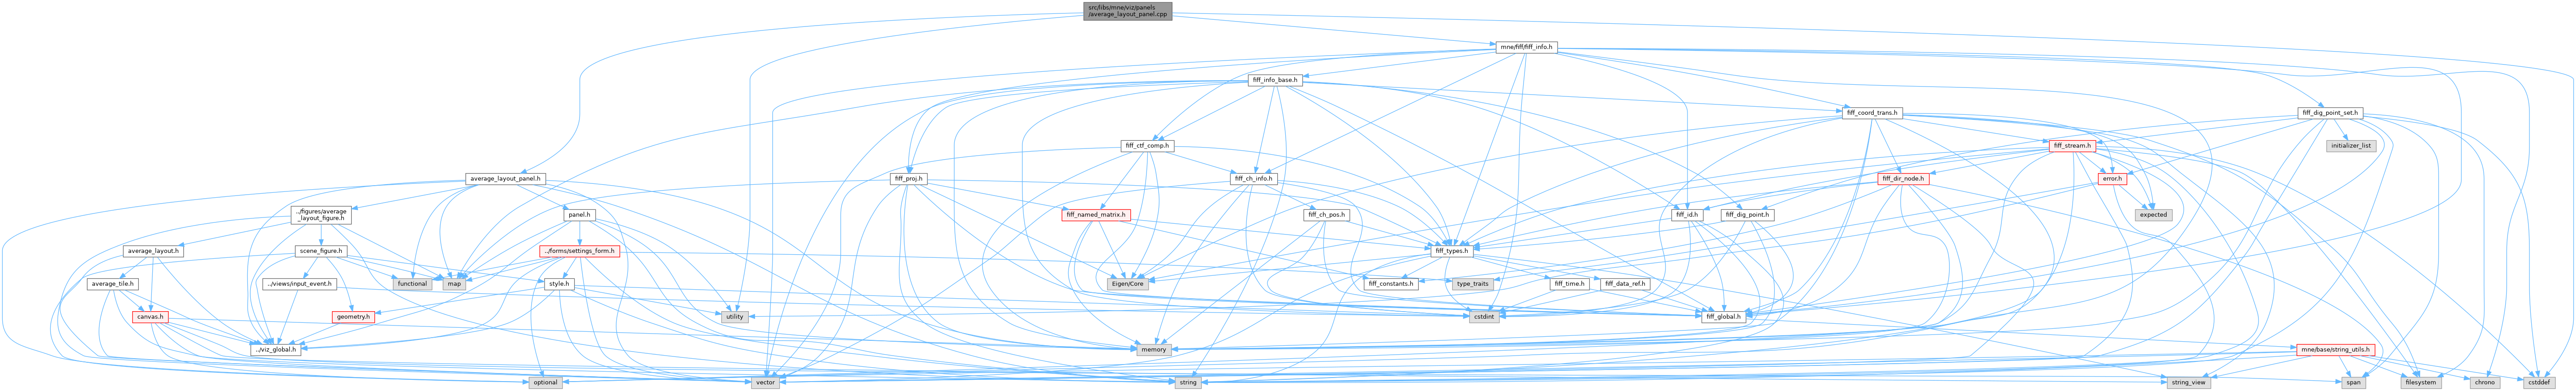 src/libs/mne/viz/panels
/average_layout_panel.cpp
mne/fiff/fiff_info.h
fiff_info_base.h
fiff_coord_trans.h
fiff_dig_point_set.h
fiff_ctf_comp.h
fiff_stream.h
initializer_list
average_layout_panel.h
fiff_proj.h
fiff_ch_info.h
fiff_dir_node.h
error.h
../figures/average
_layout_figure.h
panel.h
fiff_named_matrix.h
fiff_ch_pos.h
fiff_id.h
fiff_dig_point.h
expected
average_layout.h
scene_figure.h
../forms/settings_form.h
fiff_types.h
average_tile.h
../views/input_event.h
functional
map
style.h
Eigen/Core
type_traits
fiff_constants.h
fiff_time.h
fiff_data_ref.h
canvas.h
geometry.h
utility
cstdint
fiff_global.h
../viz_global.h
memory
mne/base/string_utils.h
optional
vector
string
string_view
span
filesystem
chrono
cstddef